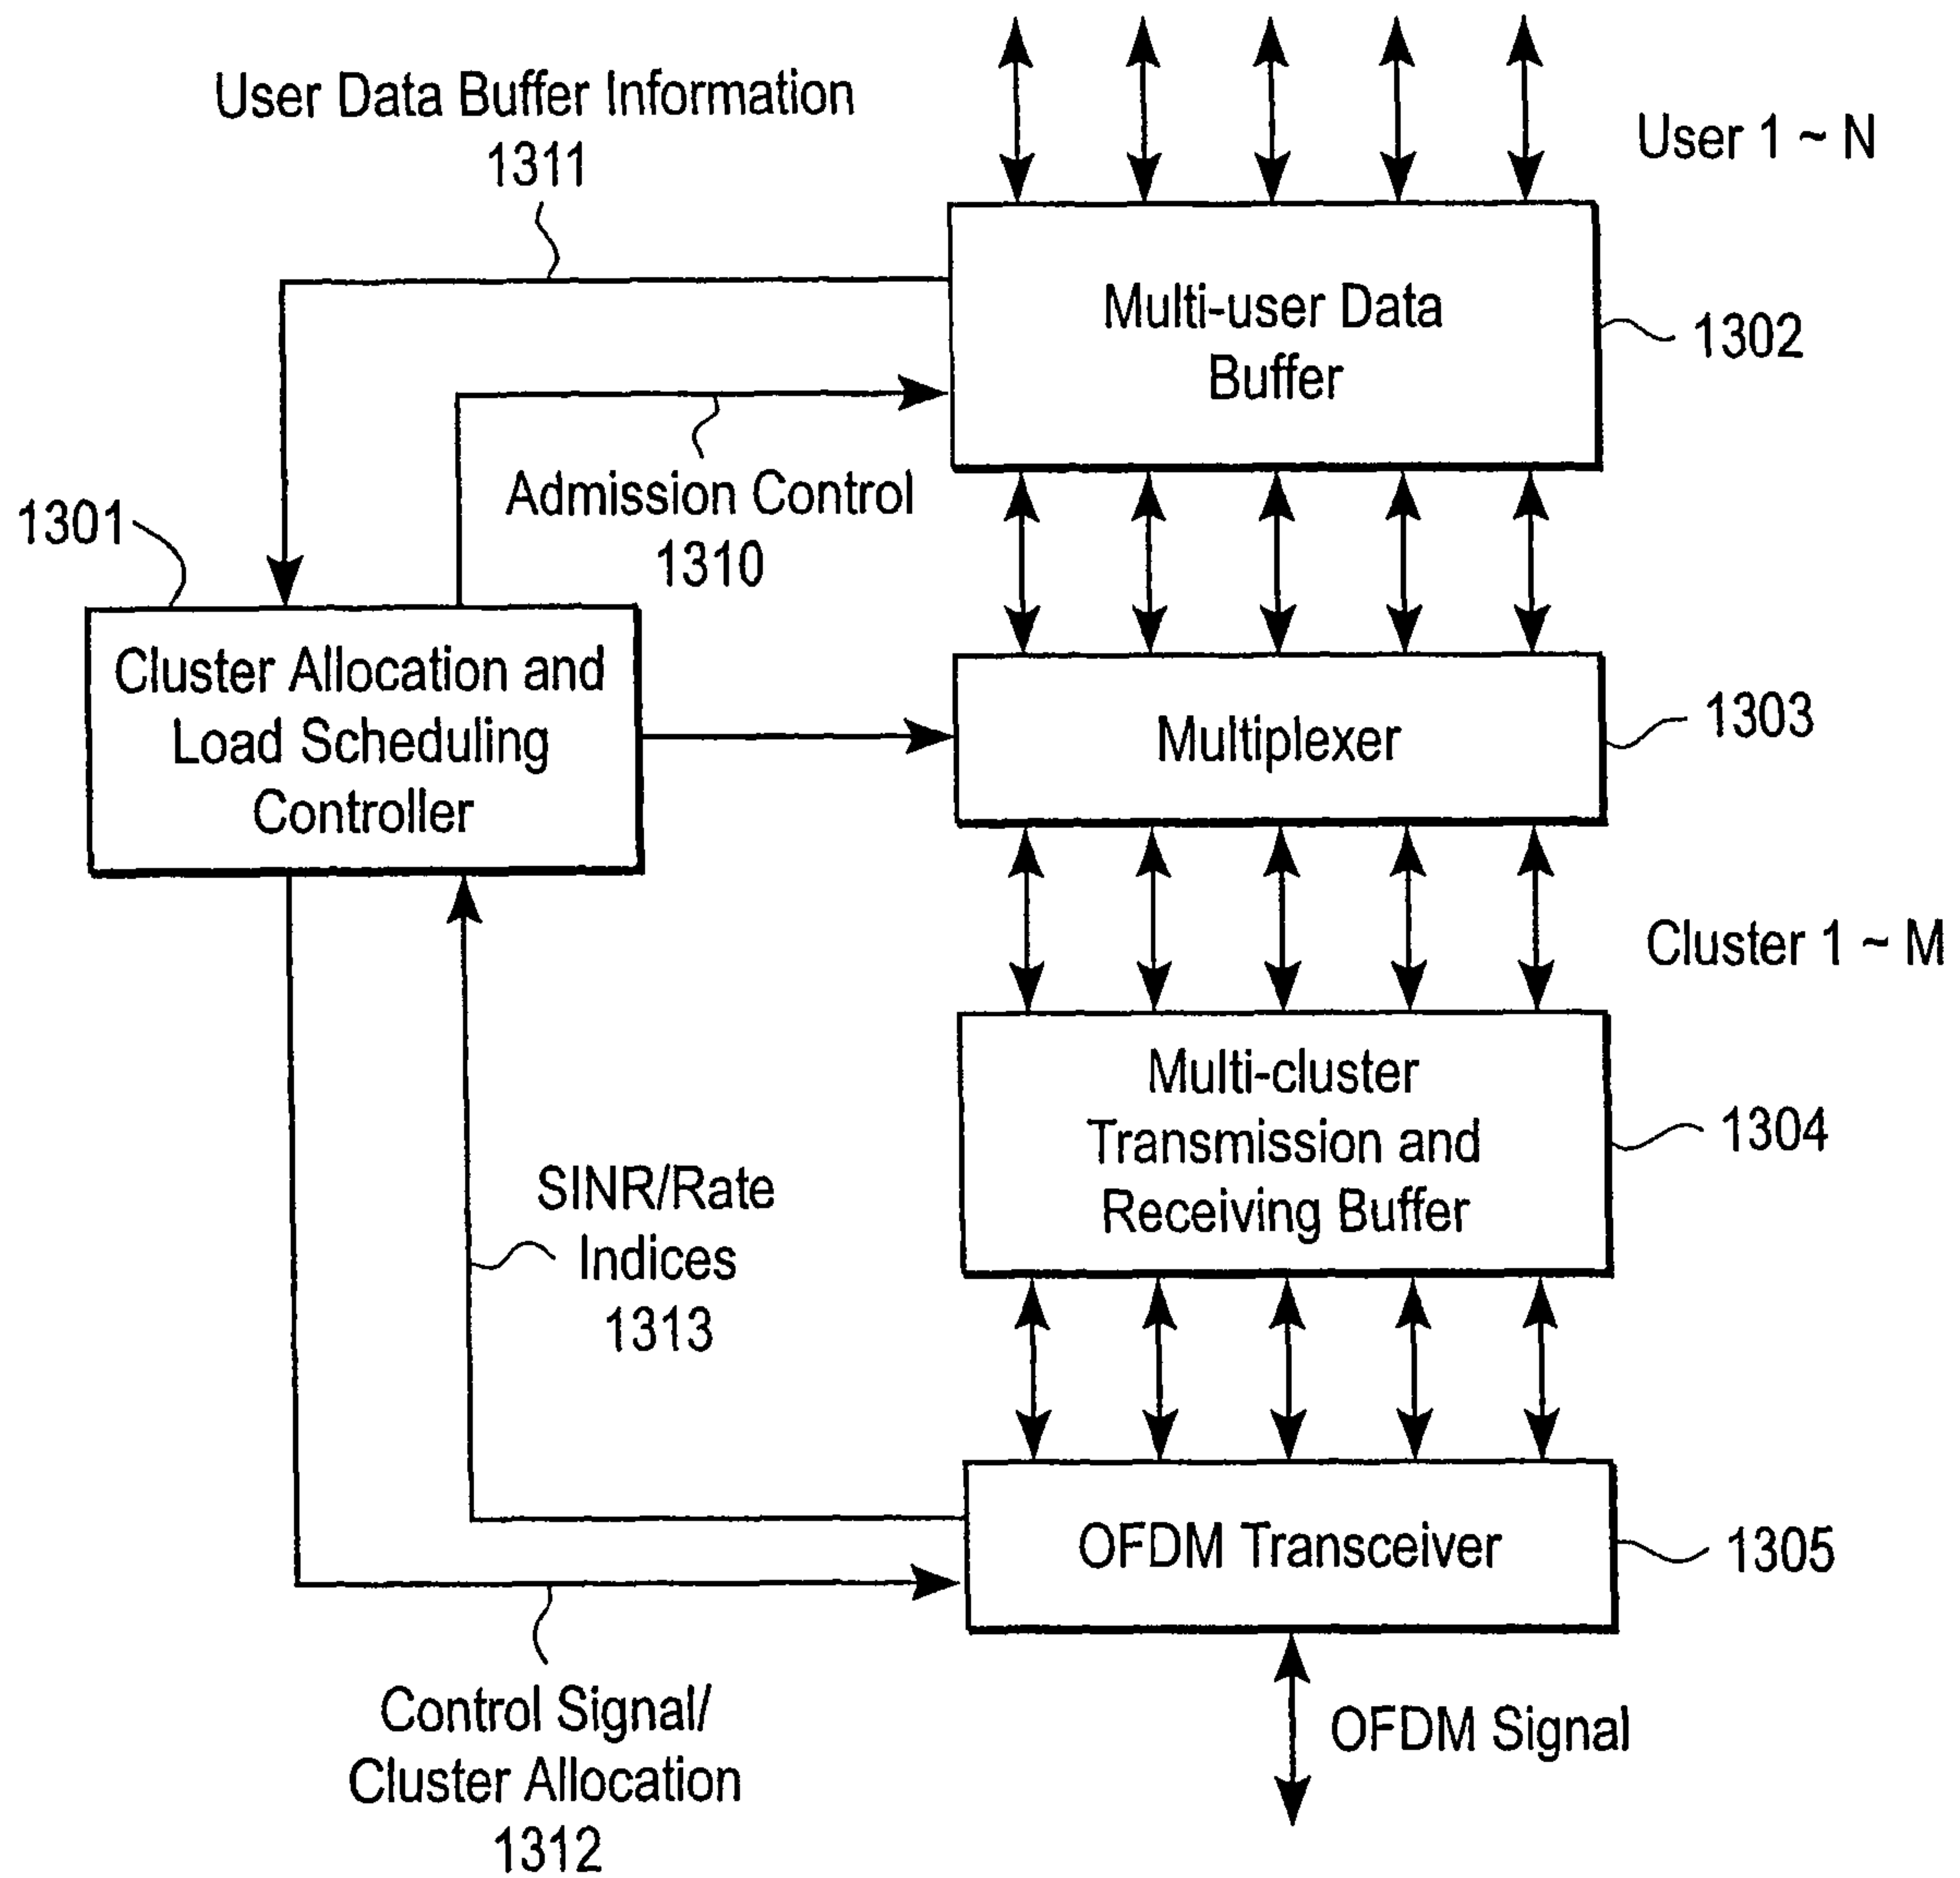 User Data Buffer Information
1311
User 1 ~ N
Multi-user Data
Buffer
1302
Admission Control
1310
1301
Cluster Allocation and
Load Scheduling
Controller
Multiplexer
1303
Cluster 1 ~ M
Multi-cluster
Transmission and
Receiving Buffer
1304
SINR/Rate
Indices
1313
OFDM Transceiver
1305
Control Signal/
Cluster Allocation
1312
OFDM Signal